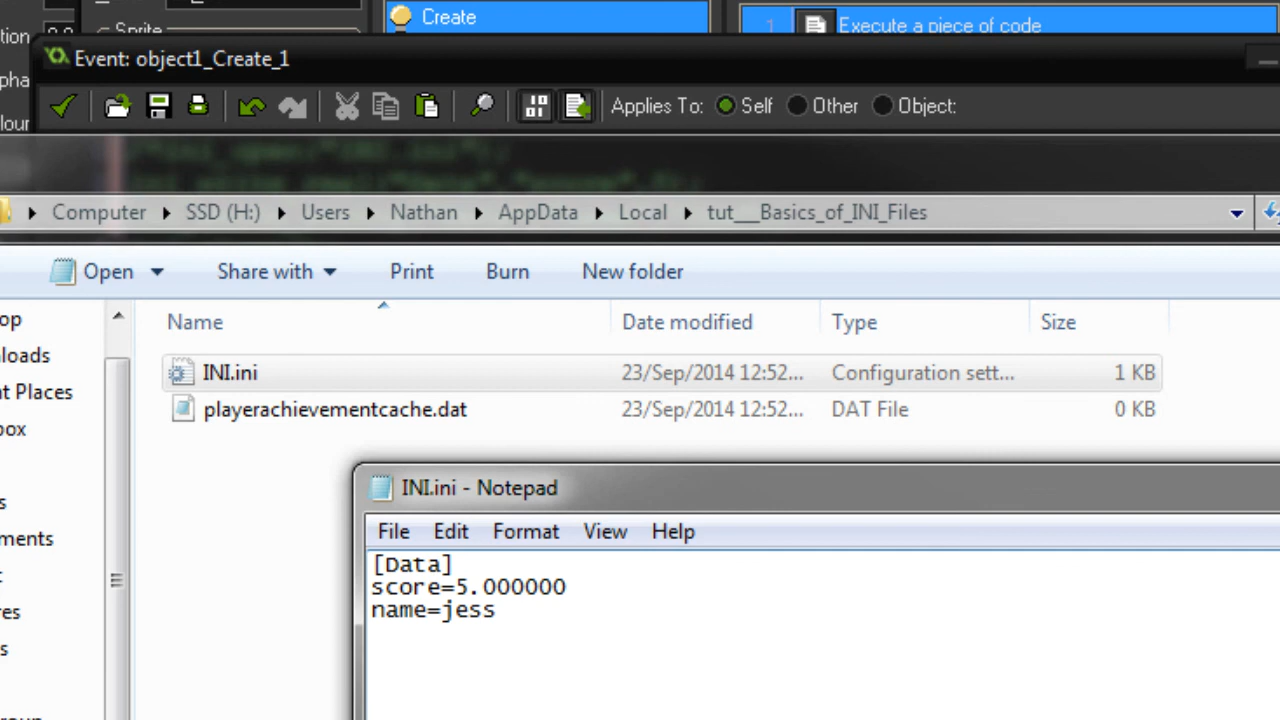 Create
1 Execute a piece of code
Event: object1_Create_1
Applies To: Self Other Object:
Computer SSD (H:) Users Nathan AppData Local tut___Basics_of_INI_Files
Open Share with Print Burn New folder
Name Date modified Type Size
INI.ini 23/Sep/2014 12:52... Configuration sett... 1 KB
playerachievementcache.dat 23/Sep/2014 12:52... DAT File 0 KB
INI.ini - Notepad
File Edit Format View Help
[Data]
score=5.000000
name=jess